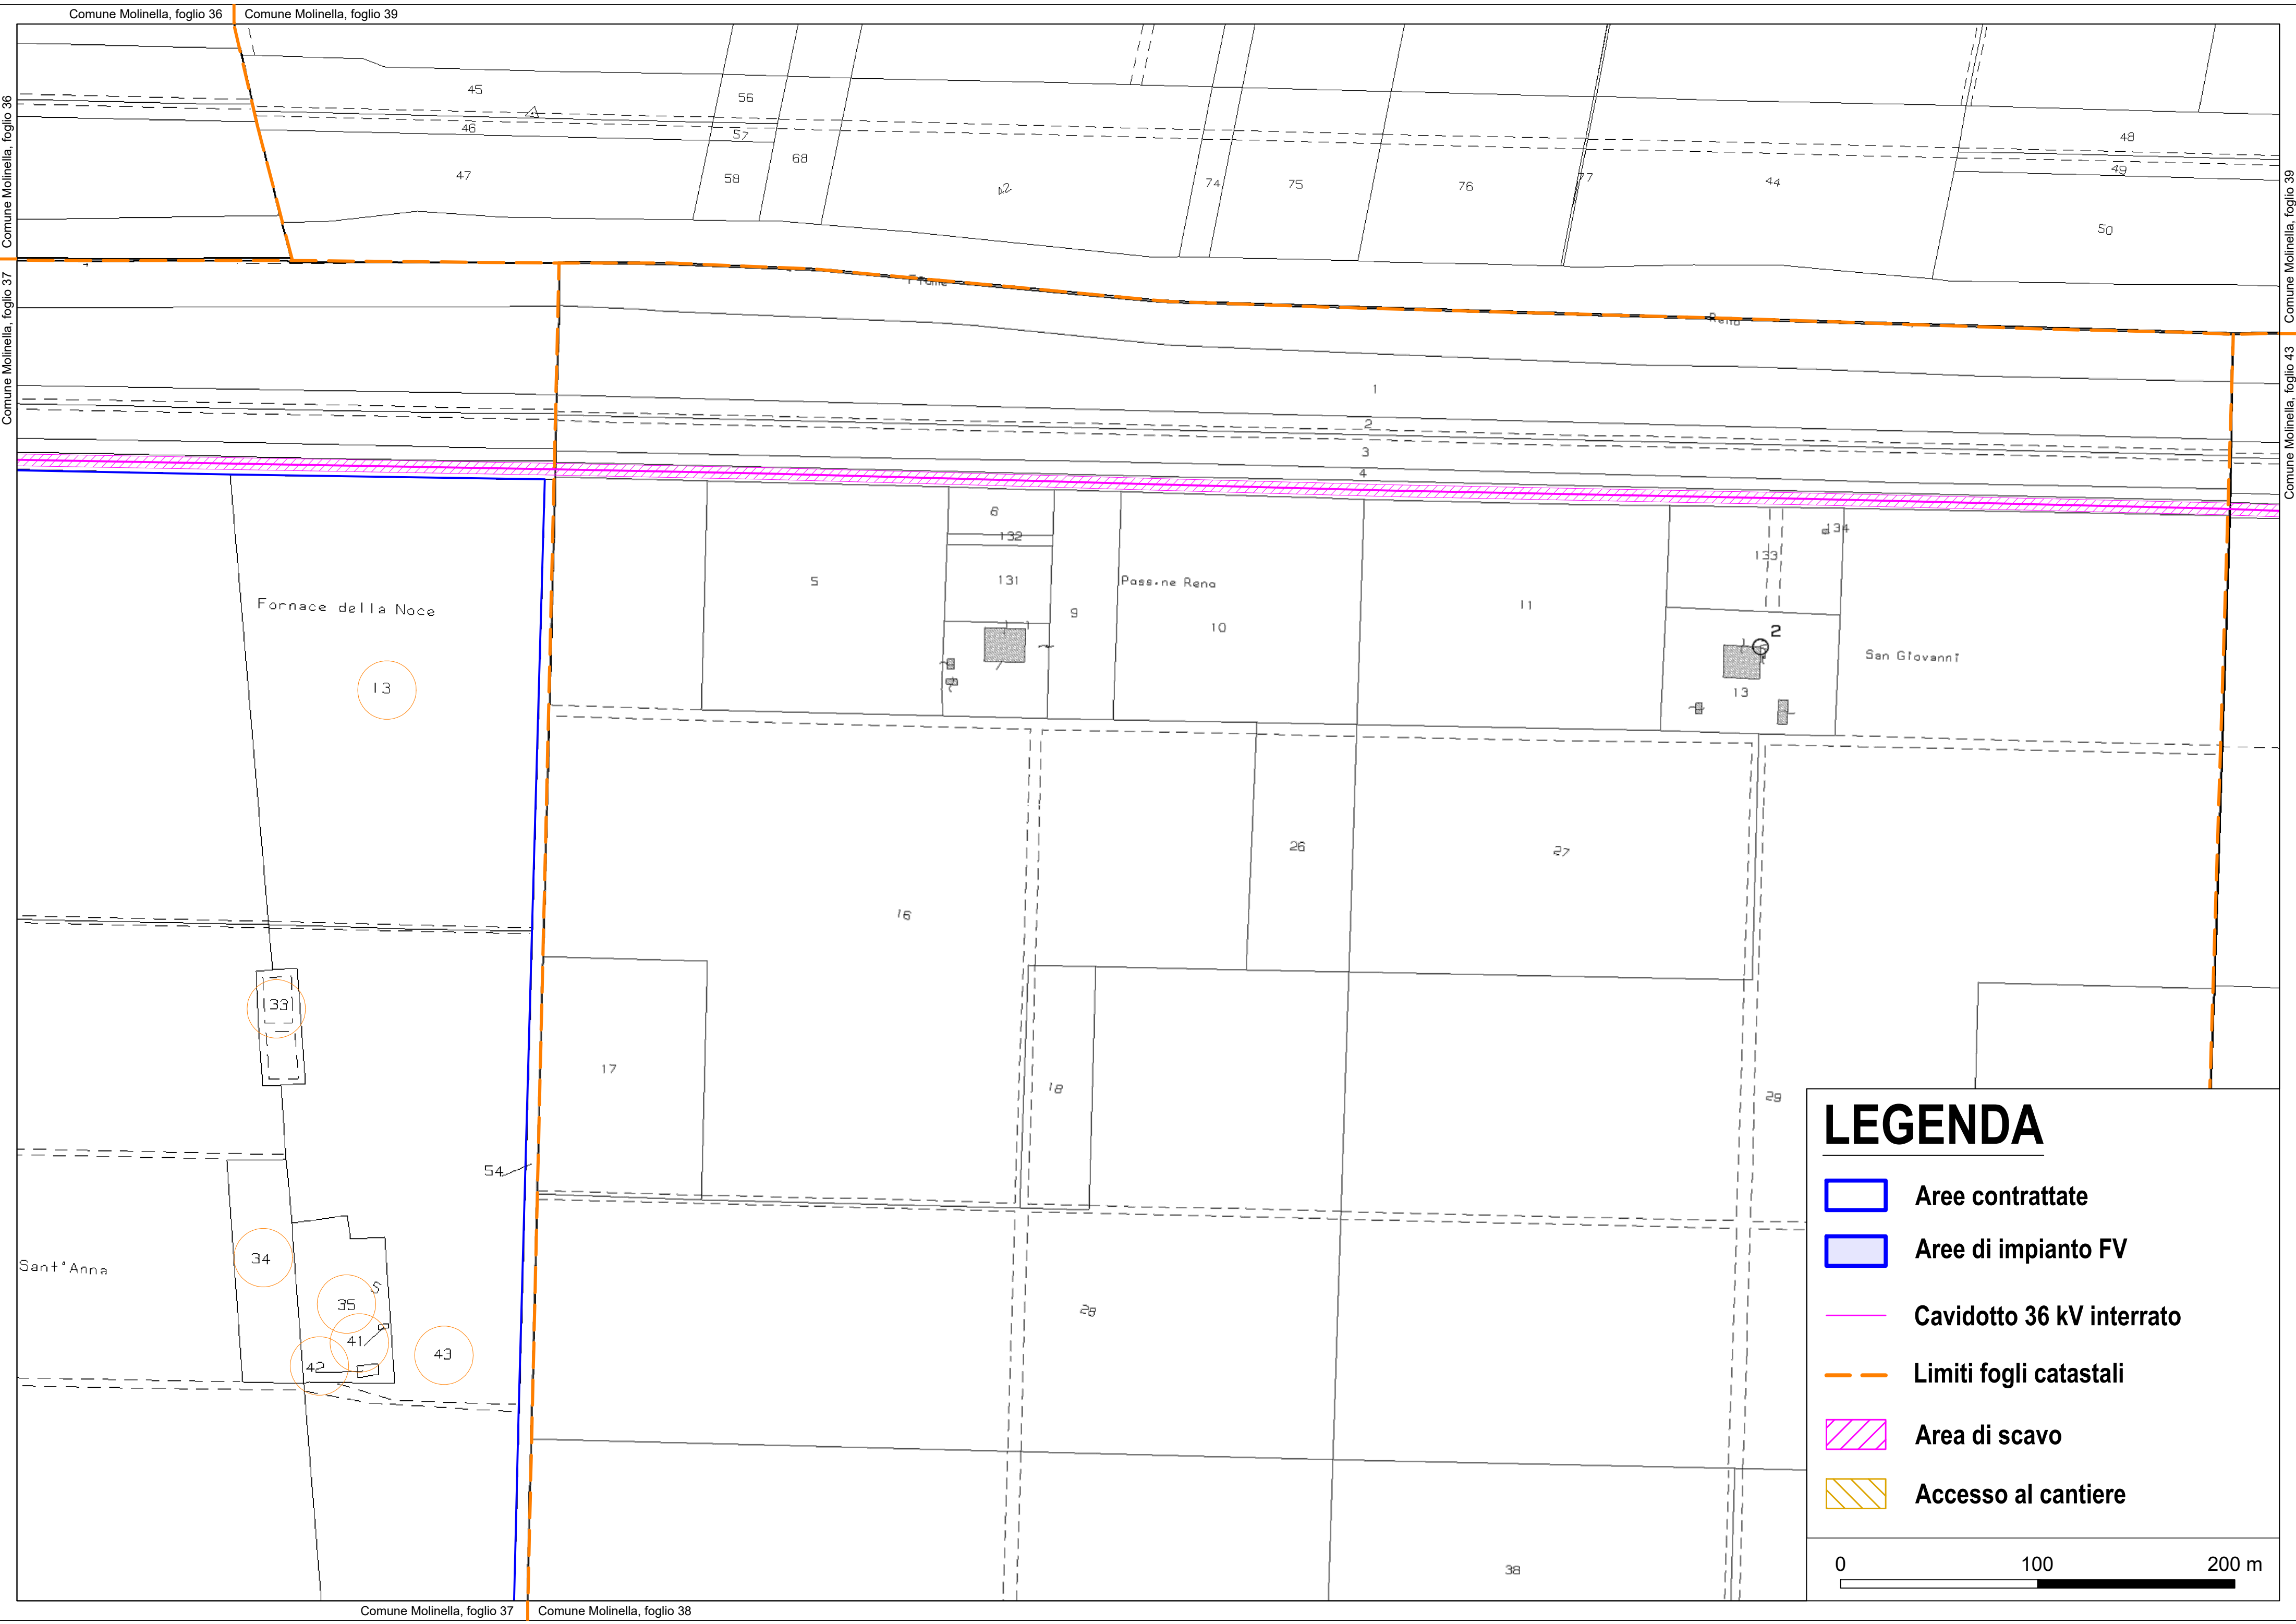 Comune Molinella, foglio 36
Comune Molinella, foglio 39
Comune Molinella, foglio 36
Comune Molinella, foglio 37
Comune Molinella, foglio 39
Comune Molinella, foglio 43
45
56
46
57
48
68
49
47
58
42
74
75
76
77
44
50
Fiume
Reno
1
2
3
4
6
132
134
133
5
131
Poss.ne Reno
9
10
11
Fornace della Noce
2
San Giovanni
13
13
26
27
16
133
17
18
29
54
34
Sant'Anna
35
28
41
42
43
38
LEGENDA
Aree contrattate
Aree di impianto FV
Cavidotto 36 kV interrato
Limiti fogli catastali
Area di scavo
Accesso al cantiere
0 100 200 m
Comune Molinella, foglio 37
Comune Molinella, foglio 38